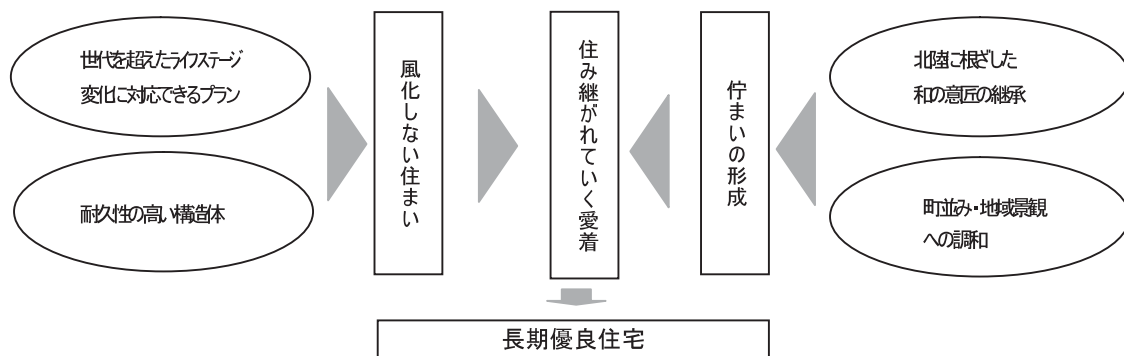 世代を超えたライフステージ
変化に対応できるプラン
耐久性の高い構造体
風化しない住まい
住み継がれていく愛着
佇まいの形成
北陸に根ざした
和の意匠の継承
町並み・地域景観
への調和
長期優良住宅